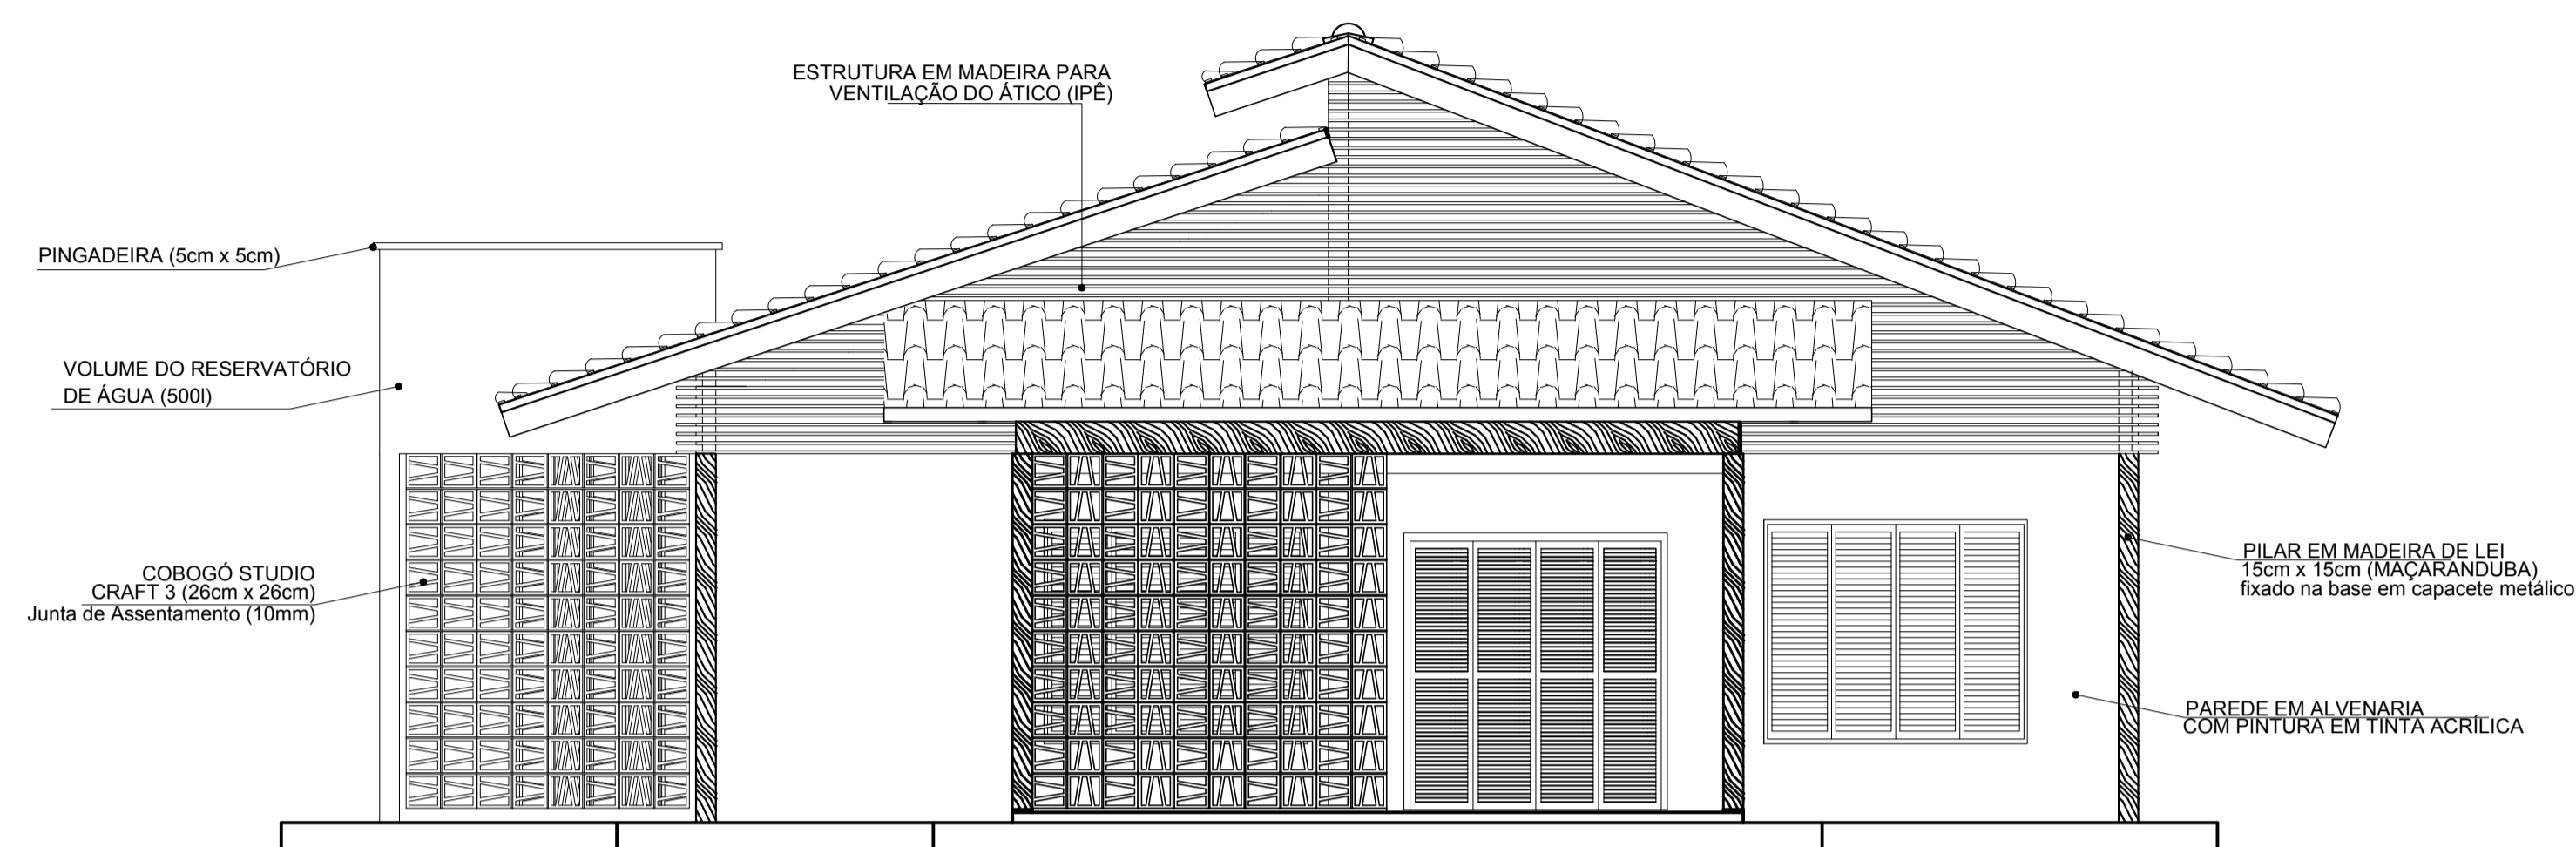 ESTRUTURA EM MADEIRA PARA
VENTILAÇÃO DO ÁTICO (IPÊ)
PINGADEIRA (5cm x 5cm)
VOLUME DO RESERVATÓRIO
DE ÁGUA (500l)
COBOGÓ STUDIO
CRAFT 3 (26cm x 26cm)
Junta de Assentamento (10mm)
PILAR EM MADEIRA DE LEI
15cm x 15cm (MAÇARANDUBA)
fixado na base em capacete metálico
PAREDE EM ALVENARIA
COM PINTURA EM TINTA ACRÍLICA